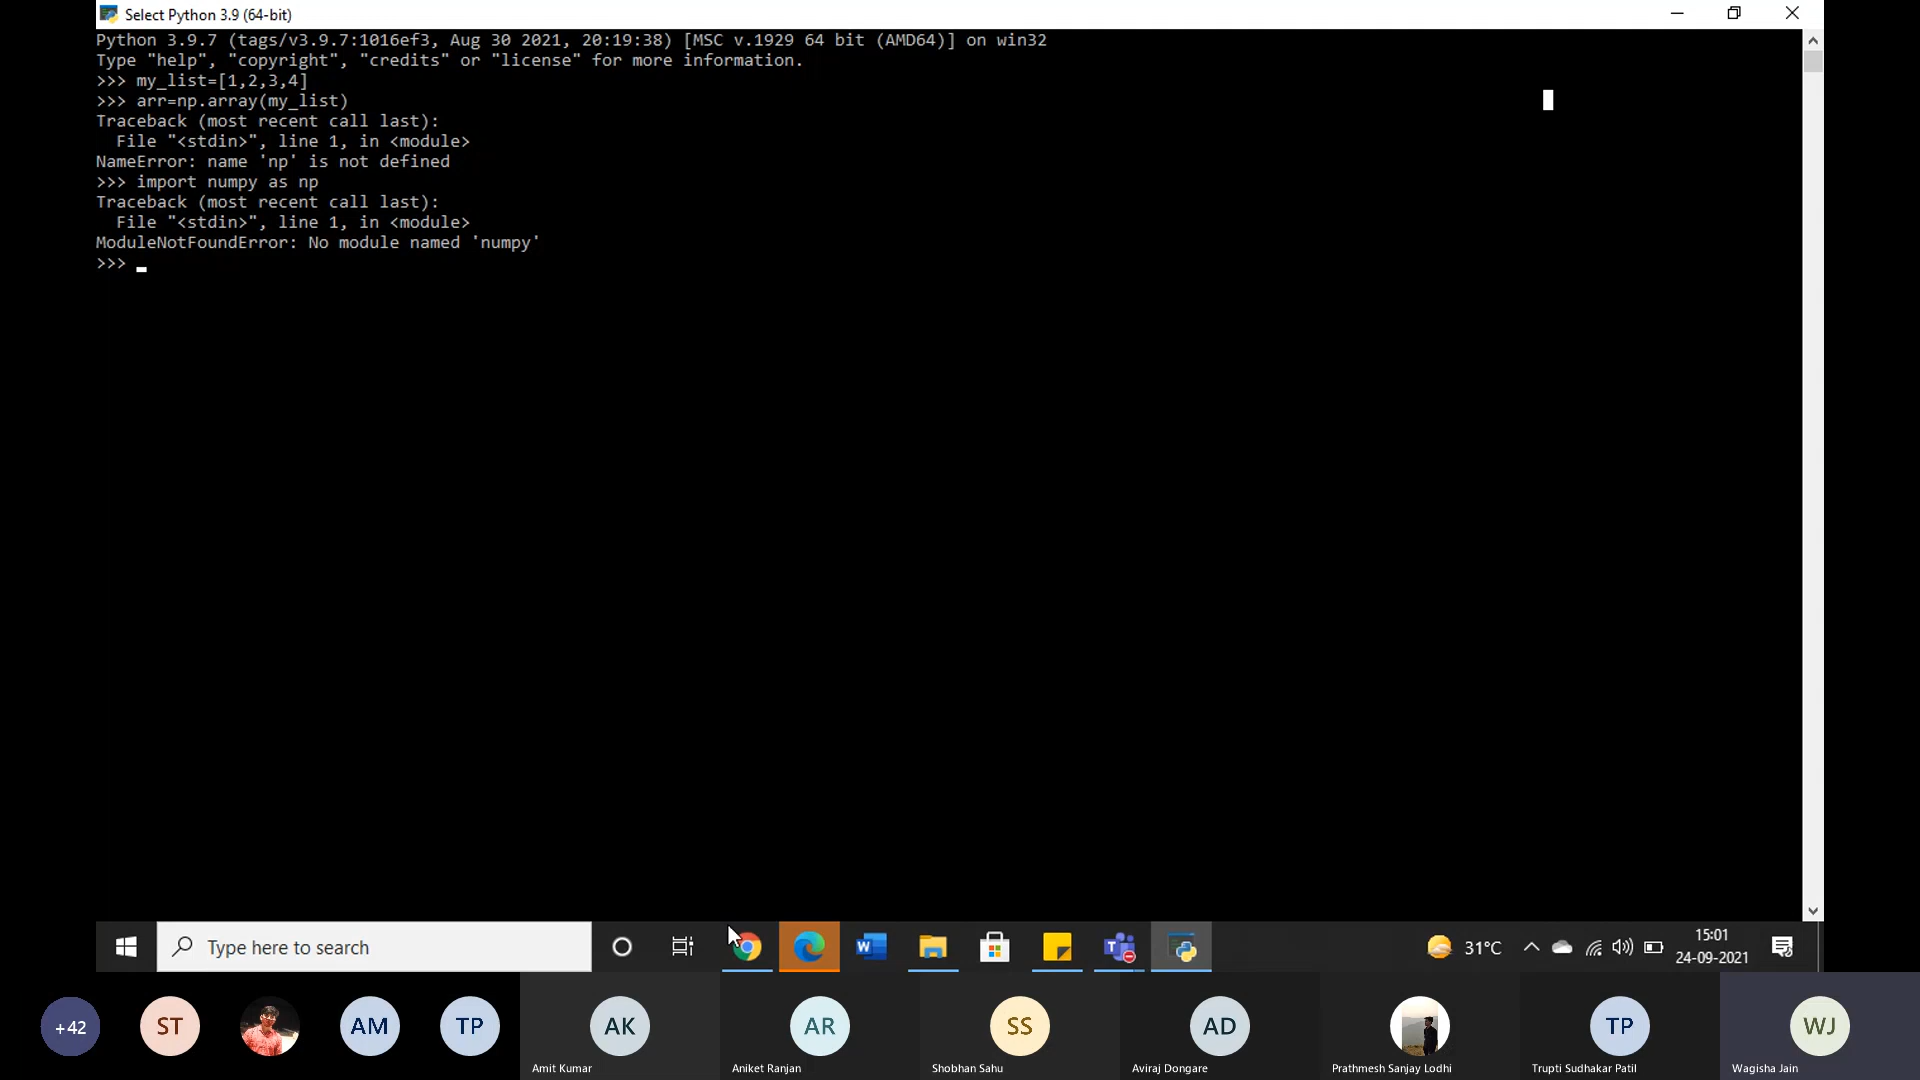 Select Python 3.9 (64-bit)
Python 3.9.7 (tags/v3.9.7:1016ef3, Aug 30 2021, 20:19:38) [MSC v.1929 64 bit (AMD64)] on win32
Type "help", "copyright", "credits" or "license" for more information.
>>> my_list=[1,2,3,4]
>>> arr=np.array(my_list)
Traceback (most recent call last):
  File "<stdin>", line 1, in <module>
NameError: name 'np' is not defined
>>> import numpy as np
Traceback (most recent call last):
  File "<stdin>", line 1, in <module>
ModuleNotFoundError: No module named 'numpy'
>>>
Type here to search
31°C
15:01
24-09-2021
+42
ST
AM
TP
AK
AR
SS
AD
TP
WJ
Amit Kumar
Aniket Ranjan
Shobhan Sahu
Aviraj Dongare
Prathmesh Sanjay Lodhi
Trupti Sudhakar Patil
Wagisha Jain